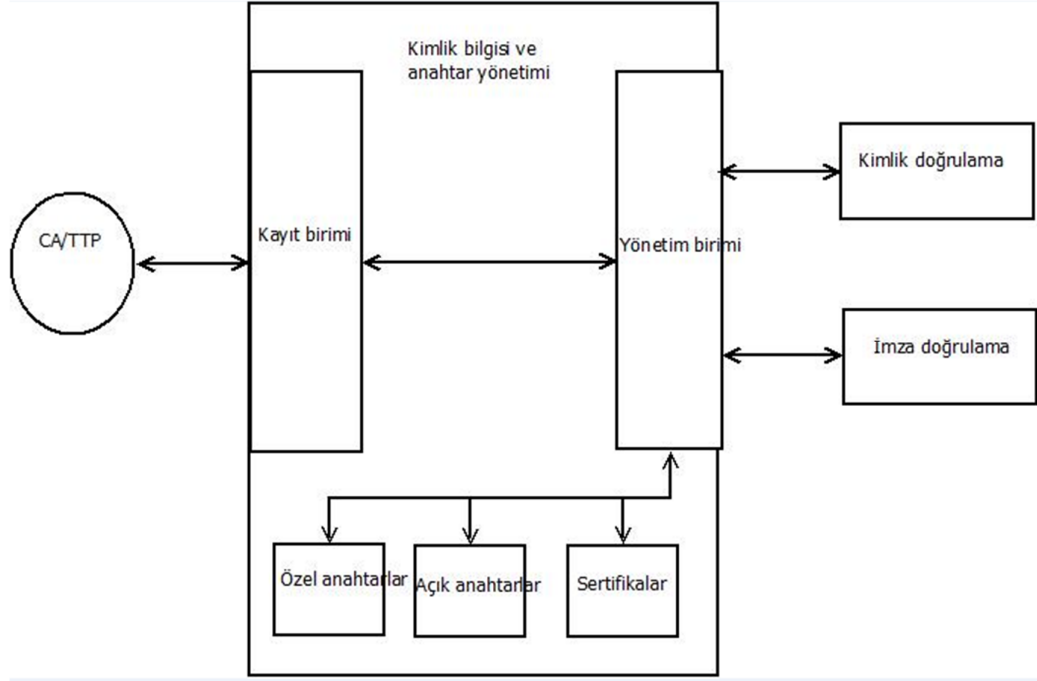 Kimlik bilgisi ve
anahtar yönetimi
CA/TTP
Kayıt birimi
Yönetim birimi
Kimlik doğrulama
İmza doğrulama
Özel anahtarlar
Açık anahtarlar
Sertifikalar